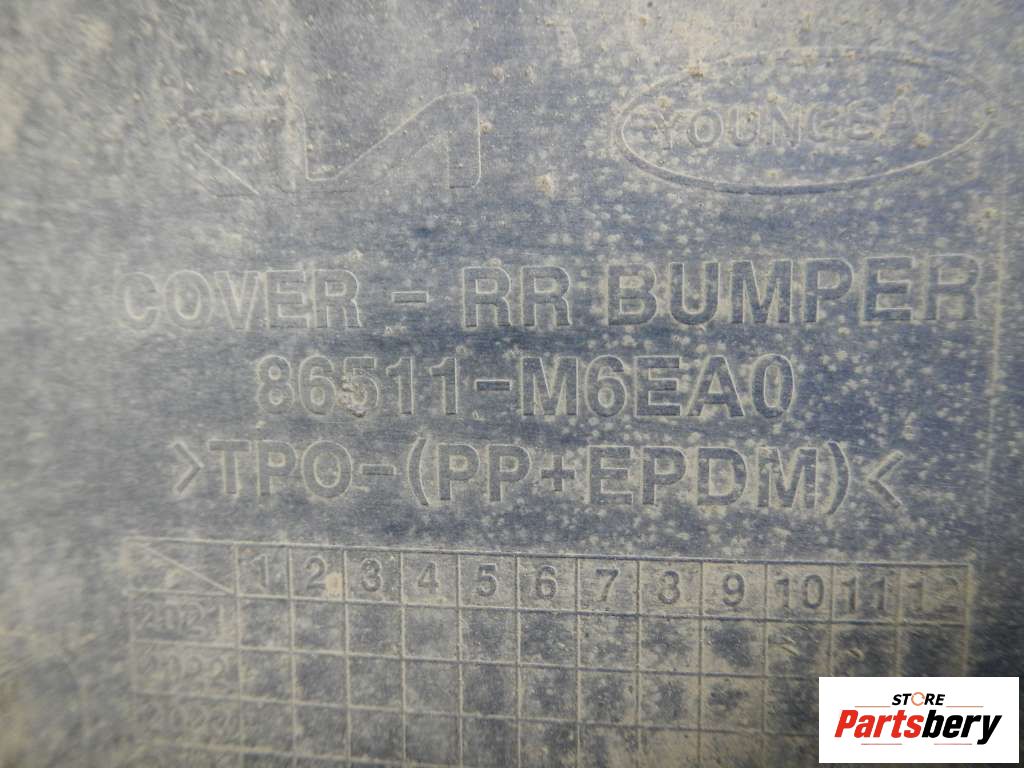 KIA
YOUNGSAN
COVER - RR BUMPER
86511-M6EA0
>TPO-(PP+EPDM)<
1 2 3 4 5 6 7 8 9 10 11 12
2021
2022
STORE
Partsbery